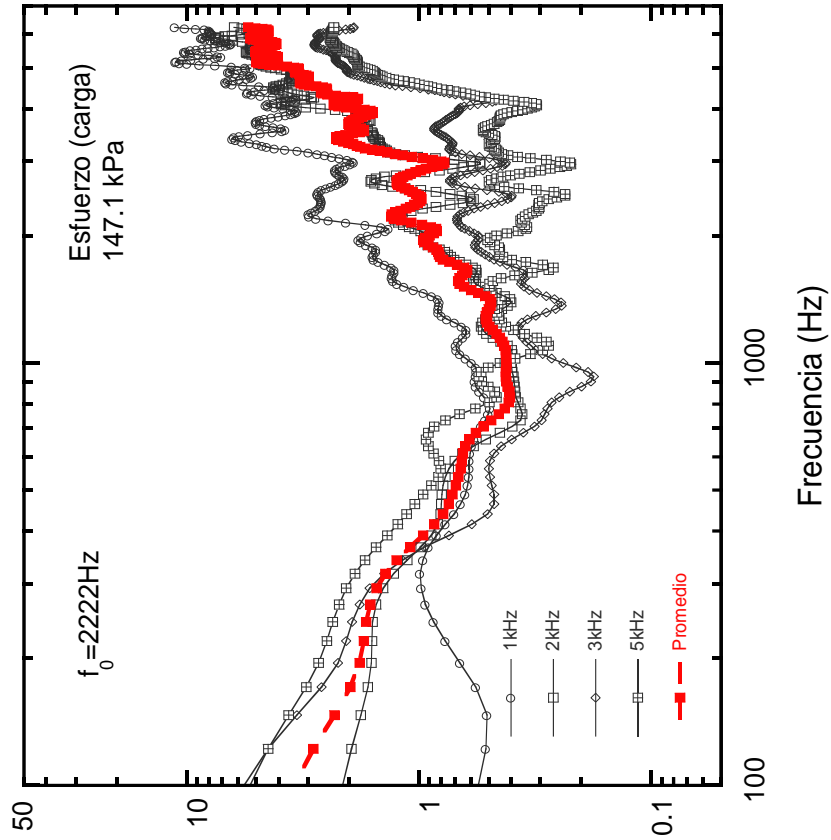 f₀=2222Hz
Esfuerzo (carga)
147.1 kPa
50
10
1
0.1
100
1000
Frecuencia (Hz)
1kHz
2kHz
3kHz
5kHz
Promedio